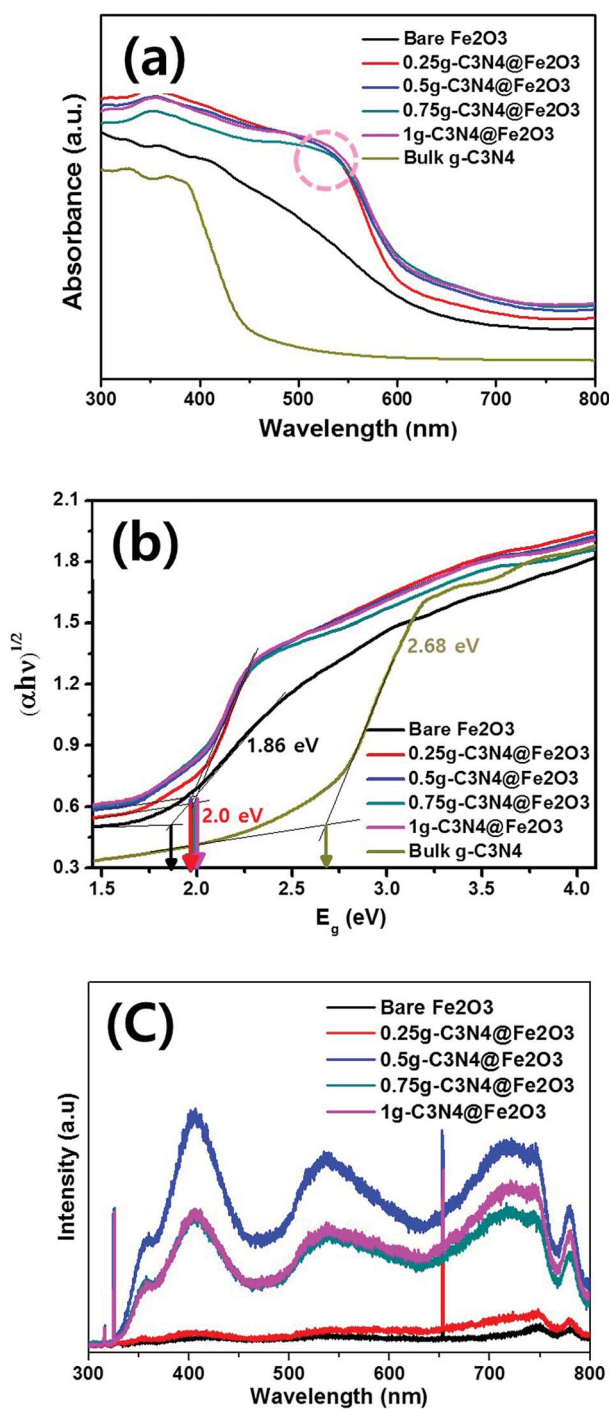 (a)
Bare Fe2O3
0.25g-C3N4@Fe2O3
0.5g-C3N4@Fe2O3
0.75g-C3N4@Fe2O3
1g-C3N4@Fe2O3
Bulk g-C3N4
Absorbance (a.u.)
300 400 500 600 700 800
Wavelength (nm)
(b)
2.1
1.8
1.5
1.2
0.9
0.6
0.3
(αhν)1/2
2.68 eV
1.86 eV
2.0 eV
Bare Fe2O3
0.25g-C3N4@Fe2O3
0.5g-C3N4@Fe2O3
0.75g-C3N4@Fe2O3
1g-C3N4@Fe2O3
Bulk g-C3N4
1.5 2.0 2.5 3.0 3.5 4.0
Eg (eV)
(C)
Bare Fe2O3
0.25g-C3N4@Fe2O3
0.5g-C3N4@Fe2O3
0.75g-C3N4@Fe2O3
1g-C3N4@Fe2O3
Intensity (a.u)
300 400 500 600 700 800
Wavelength (nm)